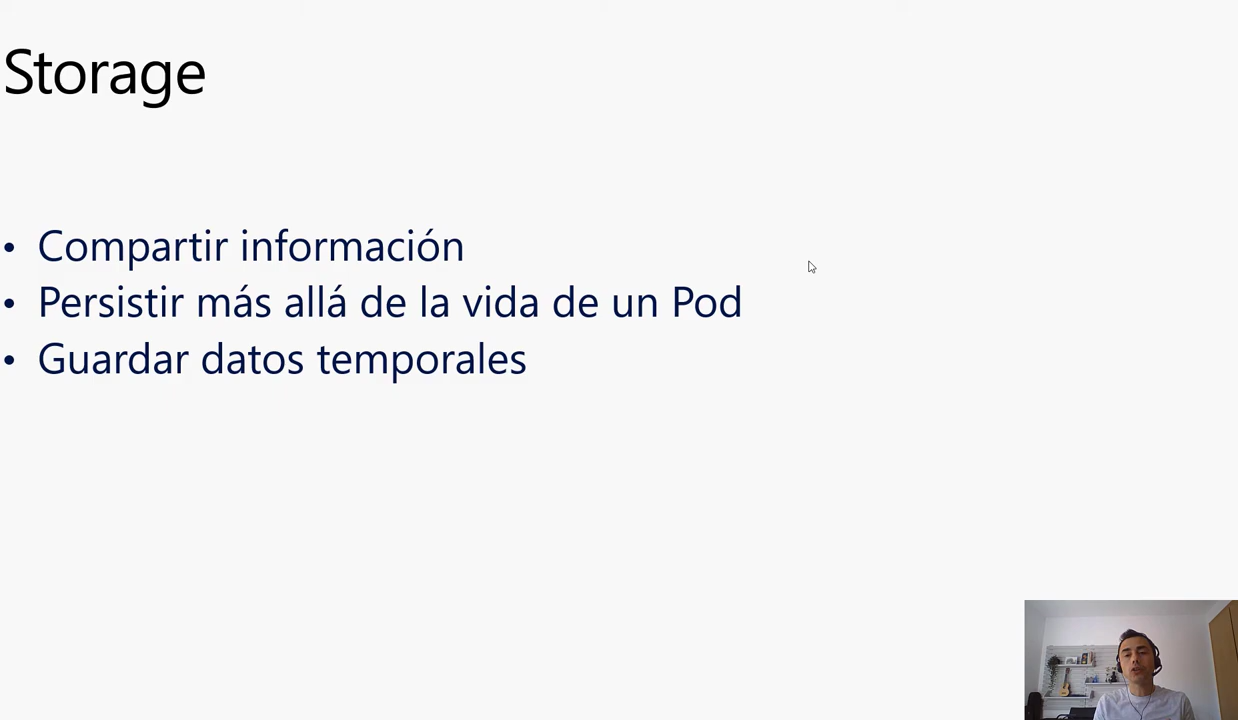 Storage
• Compartir información
• Persistir más allá de la vida de un Pod
• Guardar datos temporales